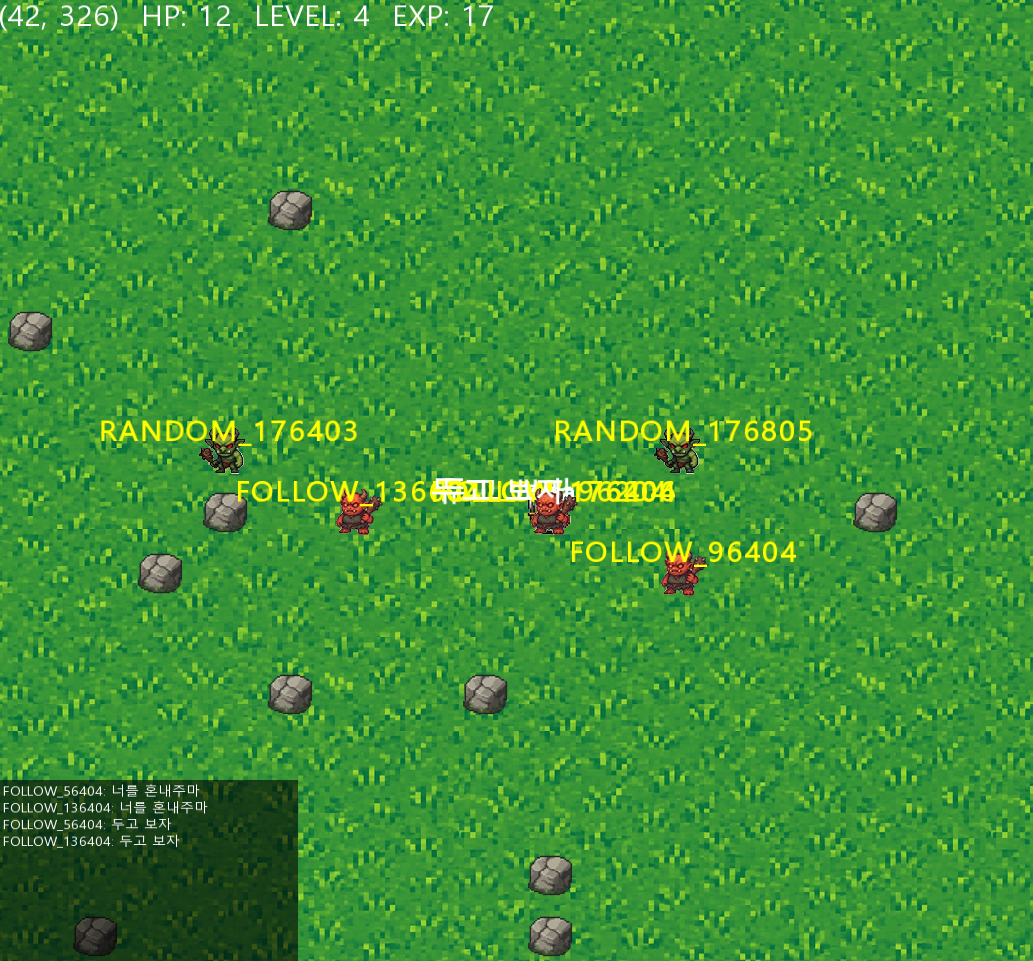 (42, 326) HP: 12 LEVEL: 4 EXP: 17
RANDOM_176403
RANDOM_176805
FOLLOW_96404
FOLLOW_56404: 너를 혼내주마
FOLLOW_136404: 너를 혼내주마
FOLLOW_56404: 두고 보자
FOLLOW_136404: 두고 보자